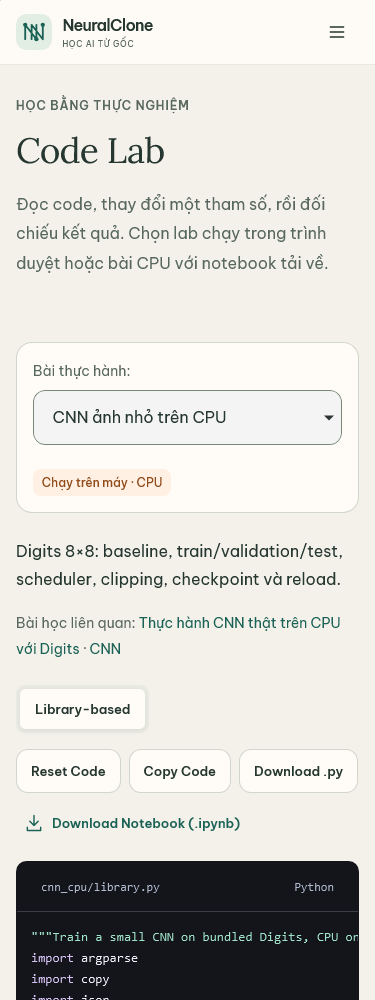 NeuralClone
HỌC AI TỪ GỐC
HỌC BẰNG THỰC NGHIỆM
Code Lab
Đọc code, thay đổi một tham số, rồi đối
chiếu kết quả. Chọn lab chạy trong trình
duyệt hoặc bài CPU với notebook tải về.
Bài thực hành:
CNN ảnh nhỏ trên CPU
Chạy trên máy · CPU
Digits 8×8: baseline, train/validation/test,
scheduler, clipping, checkpoint và reload.
Bài học liên quan: Thực hành CNN thật trên CPU
với Digits · CNN
Library-based
Reset Code Copy Code Download .py
Download Notebook (.ipynb)
cnn_cpu/library.py Python
"""Train a small CNN on bundled Digits, CPU on
import argparse
import copy
import json